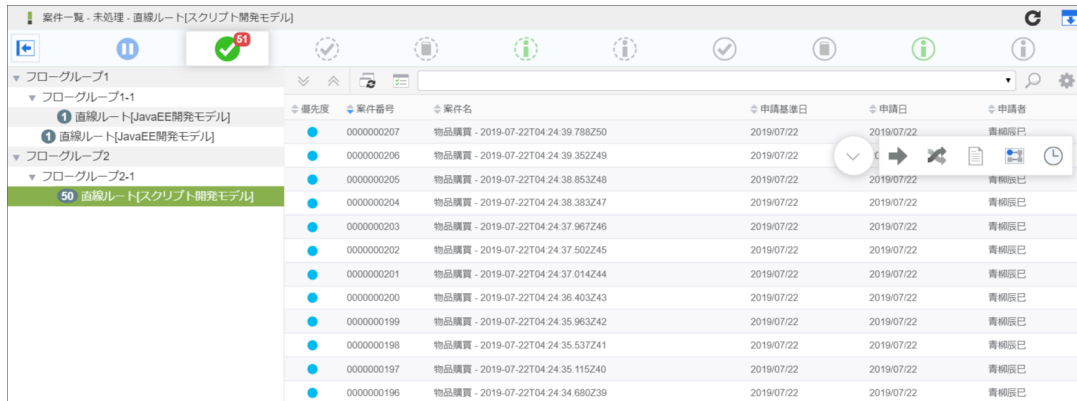 案件一覧 - 未処理 - 直線ルート[スクリプト開発モデル]
51
フローグループ1
フローグループ1-1
1 直線ルート[JavaEE開発モデル]
1 直線ルート[JavaEE開発モデル]
フローグループ2
フローグループ2-1
50 直線ルート[スクリプト開発モデル]
優先度 案件番号 案件名 申請基準日 申請日 申請者
0000000207 物品購買 - 2019-07-22T04:24:39.788Z50 2019/07/22 2019/07/22 青柳辰巳
0000000206 物品購買 - 2019-07-22T04:24:39.352Z49 2019/07/22
0000000205 物品購買 - 2019-07-22T04:24:38.853Z48 2019/07/22 2019/07/22 青柳辰巳
0000000204 物品購買 - 2019-07-22T04:24:38.383Z47 2019/07/22 2019/07/22 青柳辰巳
0000000203 物品購買 - 2019-07-22T04:24:37.967Z46 2019/07/22 2019/07/22 青柳辰巳
0000000202 物品購買 - 2019-07-22T04:24:37.502Z45 2019/07/22 2019/07/22 青柳辰巳
0000000201 物品購買 - 2019-07-22T04:24:37.014Z44 2019/07/22 2019/07/22 青柳辰巳
0000000200 物品購買 - 2019-07-22T04:24:36.403Z43 2019/07/22 2019/07/22 青柳辰巳
0000000199 物品購買 - 2019-07-22T04:24:35.963Z42 2019/07/22 2019/07/22 青柳辰巳
0000000198 物品購買 - 2019-07-22T04:24:35.537Z41 2019/07/22 2019/07/22 青柳辰巳
0000000197 物品購買 - 2019-07-22T04:24:35.115Z40 2019/07/22 2019/07/22 青柳辰巳
0000000196 物品購買 - 2019-07-22T04:24:34.680Z39 2019/07/22 2019/07/22 青柳辰巳